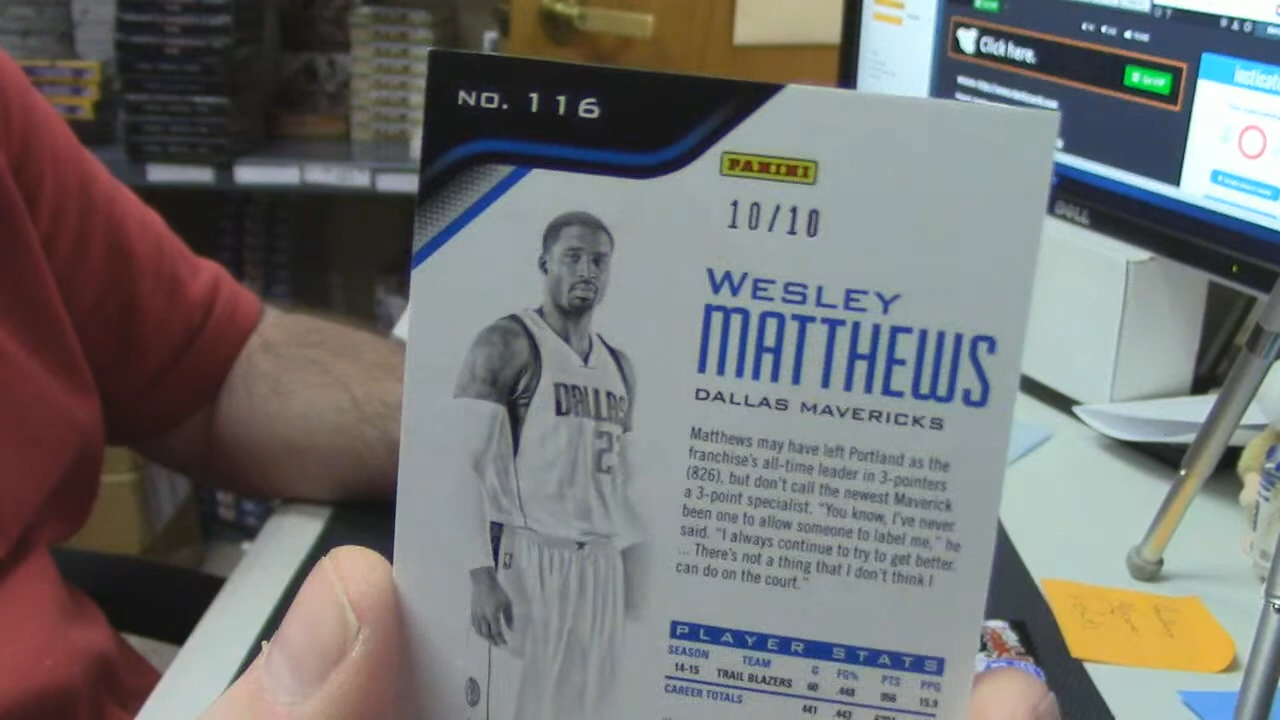 NO. 116
PANINI
10/10
WESLEY
MATTHEWS
DALLAS MAVERICKS
Matthews may have left Portland as the
franchise's all-time leader in 3-pointers
(826), but don't call the newest Maverick
a 3-point specialist. "You know, I've never
been one to allow someone to label me," he
said. "I always continue to try to get better.
... There's not a thing that I don't think I
can do on the court."
PLAYER STATS
SEASON TEAM G FG% PTS PPG
14-15 TRAIL BLAZERS 60 .448 956 15.9
CAREER TOTALS 441 .443
DALLAS
2
Click here.
DELL